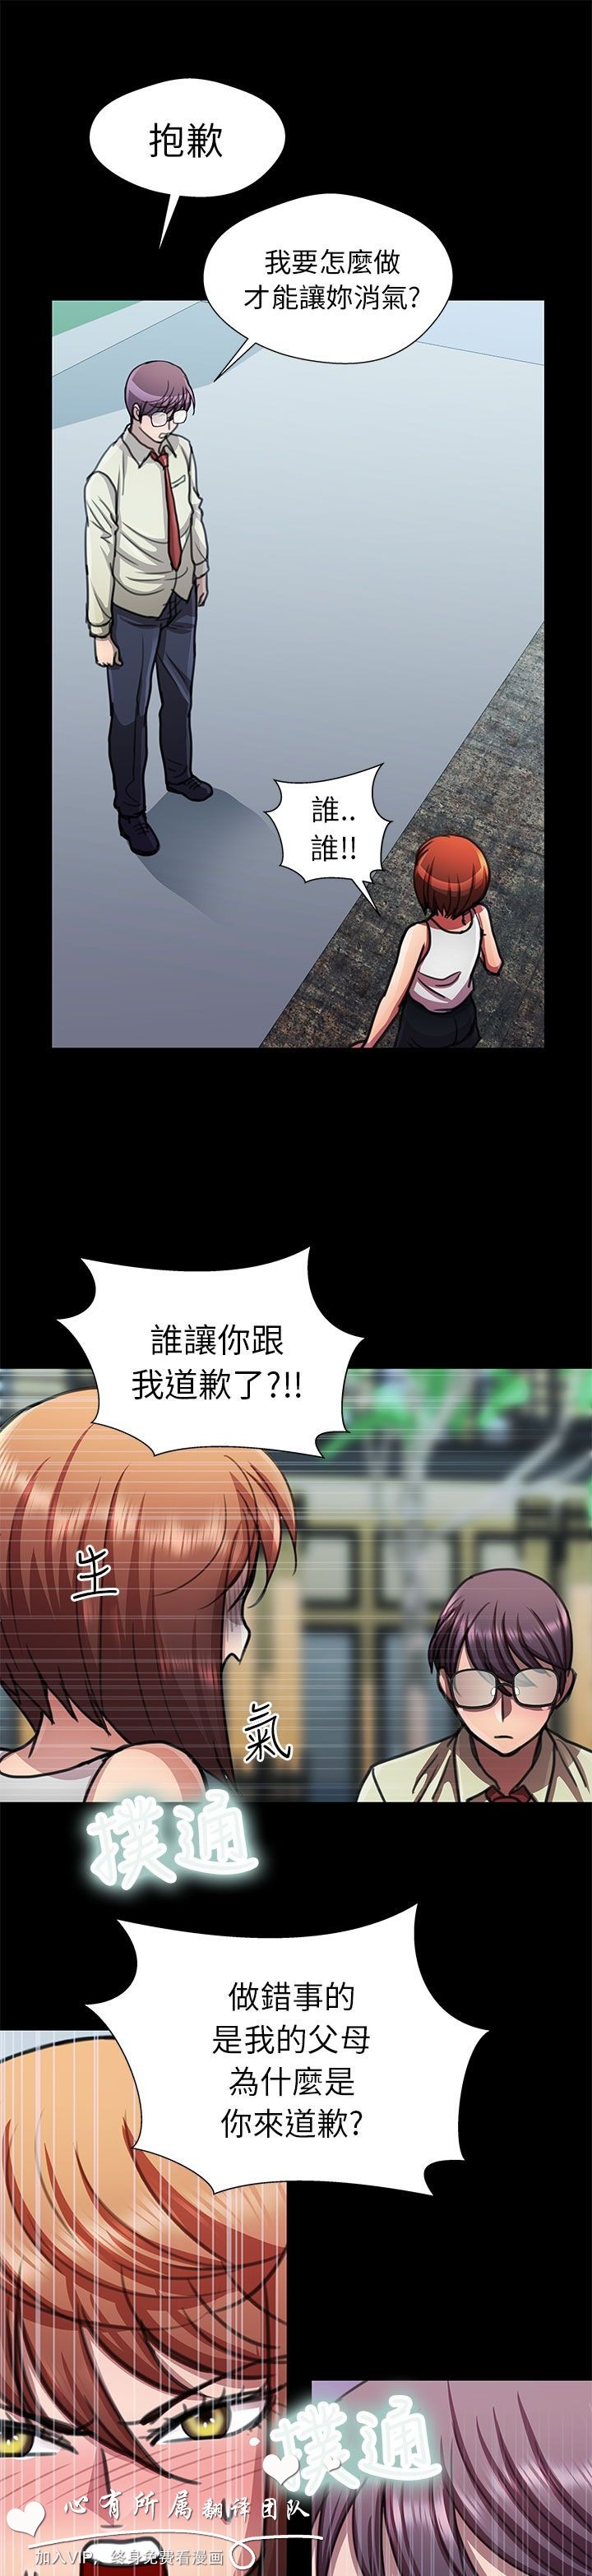 抱歉
我要怎麼做
才能讓妳消氣?
誰..
誰!!
誰讓你跟
我道歉了?!!
生
氣
撲通
做錯事的
是我的父母
為什麼是
你來道歉?
撲通
心有所属翻译团队
加入VIP，终身免费看漫画